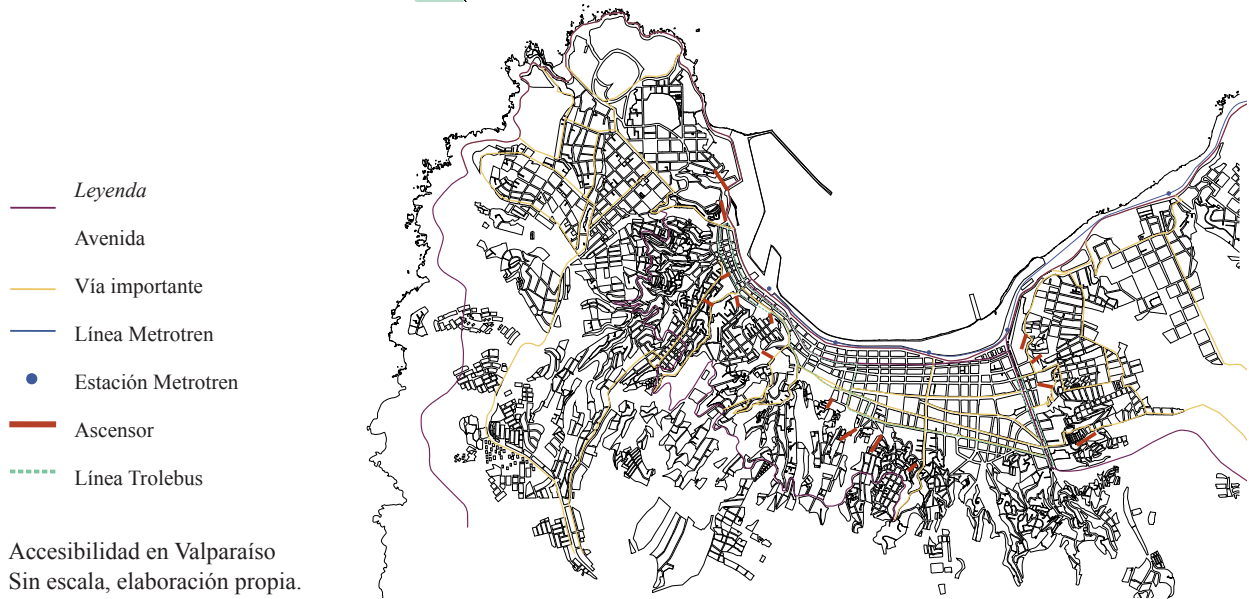 Leyenda
Avenida
Vía importante
Línea Metrotren
Estación Metrotren
Ascensor
Línea Trolebus
Accesibilidad en Valparaíso
Sin escala, elaboración propia.